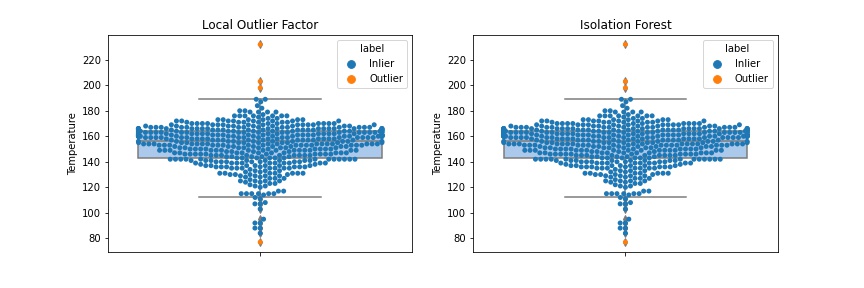 Local Outlier Factor
label
Inlier
Outlier
Temperature
220
200
180
160
140
120
100
80
Isolation Forest
label
Inlier
Outlier
Temperature
220
200
180
160
140
120
100
80